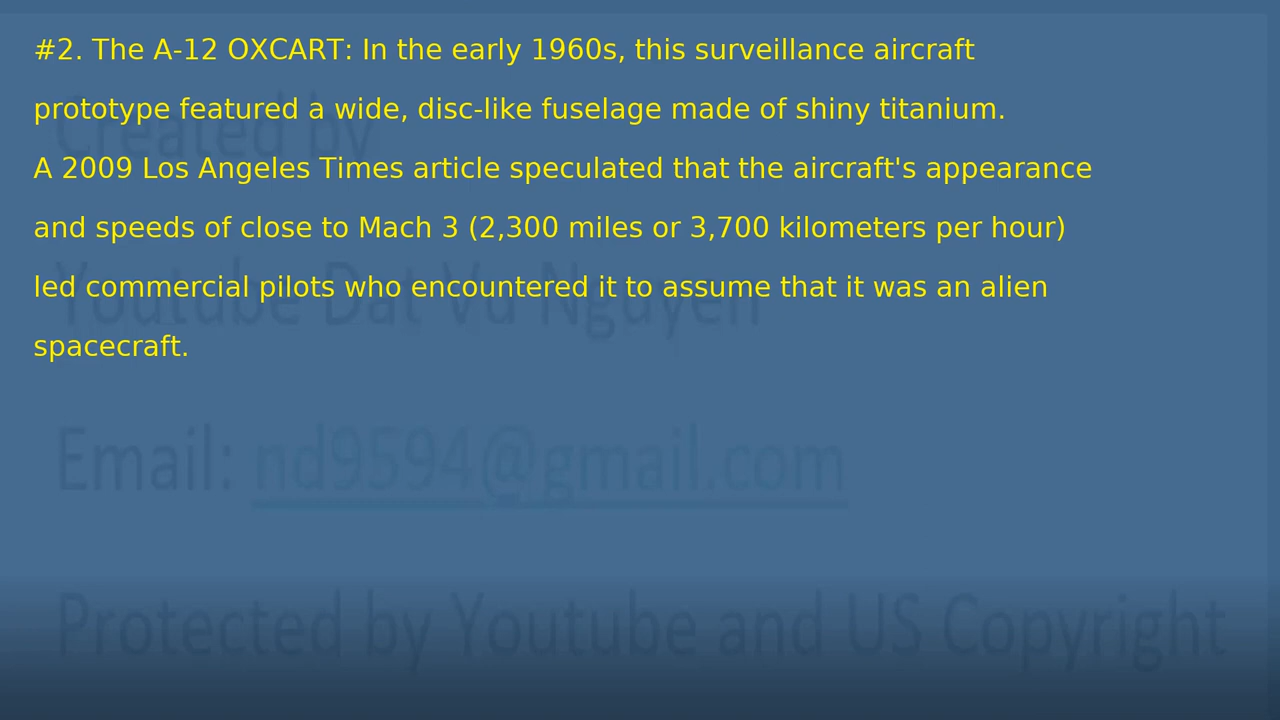 #2. The A-12 OXCART: In the early 1960s, this surveillance aircraft
prototype featured a wide, disc-like fuselage made of shiny titanium.
Created by
A 2009 Los Angeles Times article speculated that the aircraft's appearance
and speeds of close to Mach 3 (2,300 miles or 3,700 kilometers per hour)
led commercial pilots who encountered it to assume that it was an alien
Youtube Dat Vu Nguyen
spacecraft.
Email: nd9594@gmail.com
Protected by Youtube and US Copyright